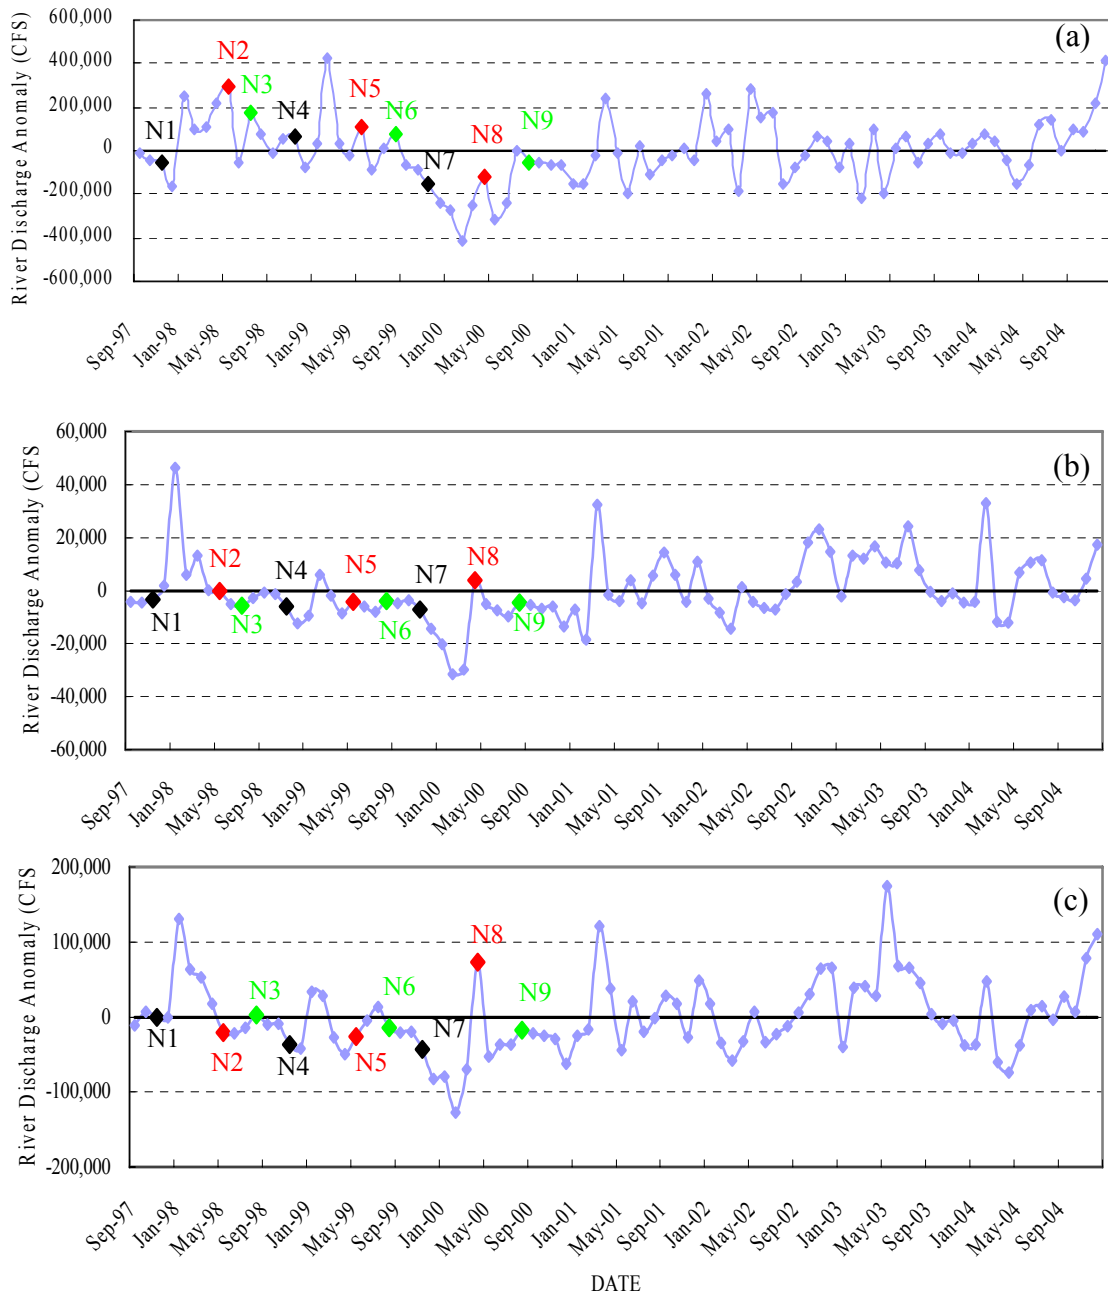 River Discharge Anomaly (CFS)
600,000
400,000
200,000
0
-200,000
-400,000
-600,000
(a)
N1
N2
N3
N4
N5
N6
N7
N8
N9
Sep-97
Jan-98
May-98
Sep-98
Jan-99
May-99
Sep-99
Jan-00
May-00
Sep-00
Jan-01
May-01
Sep-01
Jan-02
May-02
Sep-02
Jan-03
May-03
Sep-03
Jan-04
May-04
Sep-04
River Discharge Anomaly (CFS
60,000
40,000
20,000
0
-20,000
-40,000
-60,000
(b)
N1
N2
N3
N4
N5
N6
N7
N8
N9
Sep-97
Jan-98
May-98
Sep-98
Jan-99
May-99
Sep-99
Jan-00
May-00
Sep-00
Jan-01
May-01
Sep-01
Jan-02
May-02
Sep-02
Jan-03
May-03
Sep-03
Jan-04
May-04
Sep-04
River Discharge Anomaly (CFS
200,000
100,000
0
-100,000
-200,000
(c)
N1
N2
N3
N4
N5
N6
N7
N8
N9
Sep-97
Jan-98
May-98
Sep-98
Jan-99
May-99
Sep-99
Jan-00
May-00
Sep-00
Jan-01
May-01
Sep-01
Jan-02
May-02
Sep-02
Jan-03
May-03
Sep-03
Jan-04
May-04
Sep-04
DATE